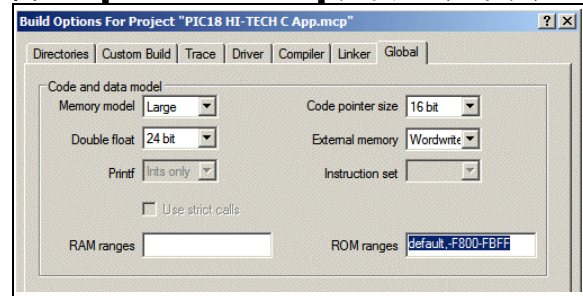 Build Options For Project "PIC18 HI-TECH C App.mcp"
Directories Custom Build Trace Driver Compiler Linker Global
Code and data model
Memory model Large Code pointer size 16 bit
Double float 24 bit External memory Wordwrite
Printf Ints only Instruction set
Use strict calls
RAM ranges ROM ranges default,-F800-FBFF